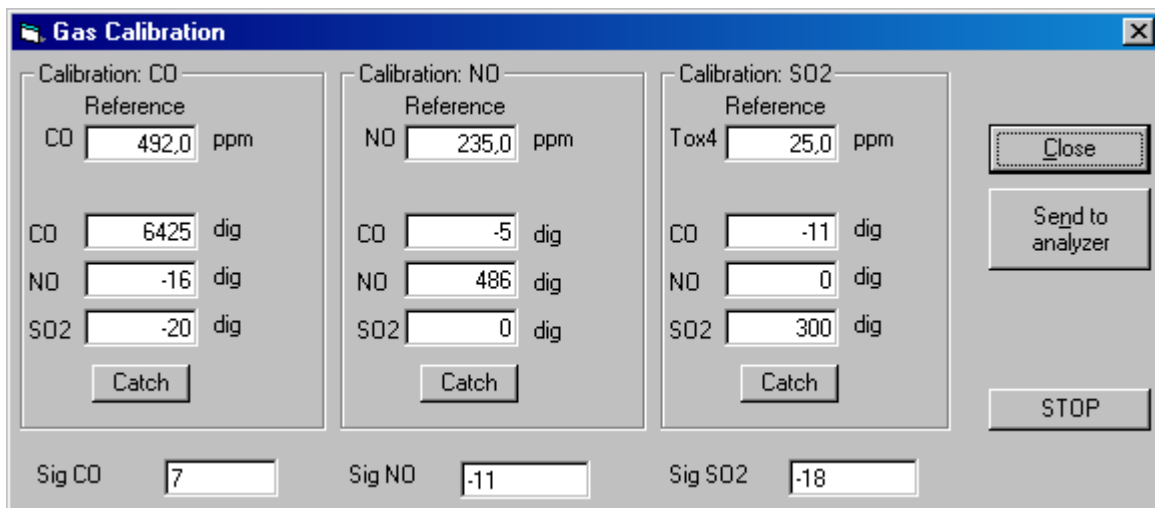 Gas Calibration
Calibration: CO
Reference
CO 492,0 ppm
CO 6425 dig
NO -16 dig
SO2 -20 dig
Catch
Calibration: NO
Reference
NO 235,0 ppm
CO -5 dig
NO 486 dig
SO2 0 dig
Catch
Calibration: SO2
Reference
Tox4 25,0 ppm
CO -11 dig
NO 0 dig
SO2 300 dig
Catch
Close
Send to
analyzer
STOP
Sig CO 7 Sig NO -11 Sig SO2 -18